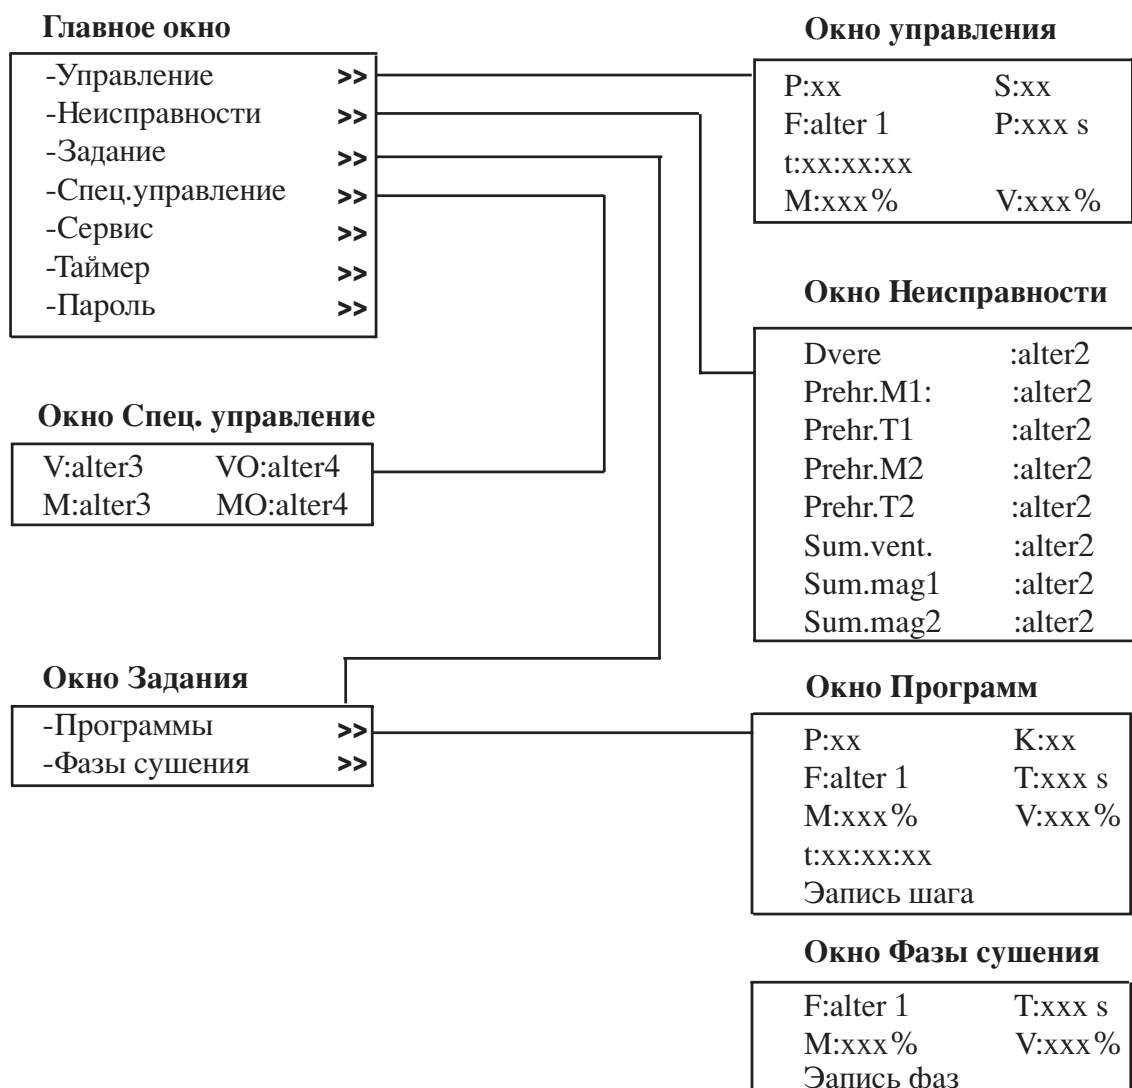 Главное окно
-Управление >>
-Неисправности >>
-Задание >>
-Спец.управление >>
-Сервис >>
-Таймер >>
-Пароль >>
Окно управления
P:xx S:xx
F:alter 1 P:xxx s
t:xx:xx:xx
M:xxx% V:xxx%
Окно Неисправности
Dvere :alter2
Prehr.M1: :alter2
Prehr.T1 :alter2
Prehr.M2 :alter2
Prehr.T2 :alter2
Sum.vent. :alter2
Sum.mag1 :alter2
Sum.mag2 :alter2
Окно Спец. управление
V:alter3 VO:alter4
M:alter3 MO:alter4
Окно Задания
-Программы >>
-Фазы сушения >>
Окно Программ
P:xx K:xx
F:alter 1 T:xxx s
M:xxx% V:xxx%
t:xx:xx:xx
Эапись шага
Окно Фазы сушения
F:alter 1 T:xxx s
M:xxx% V:xxx%
Эапись фаз